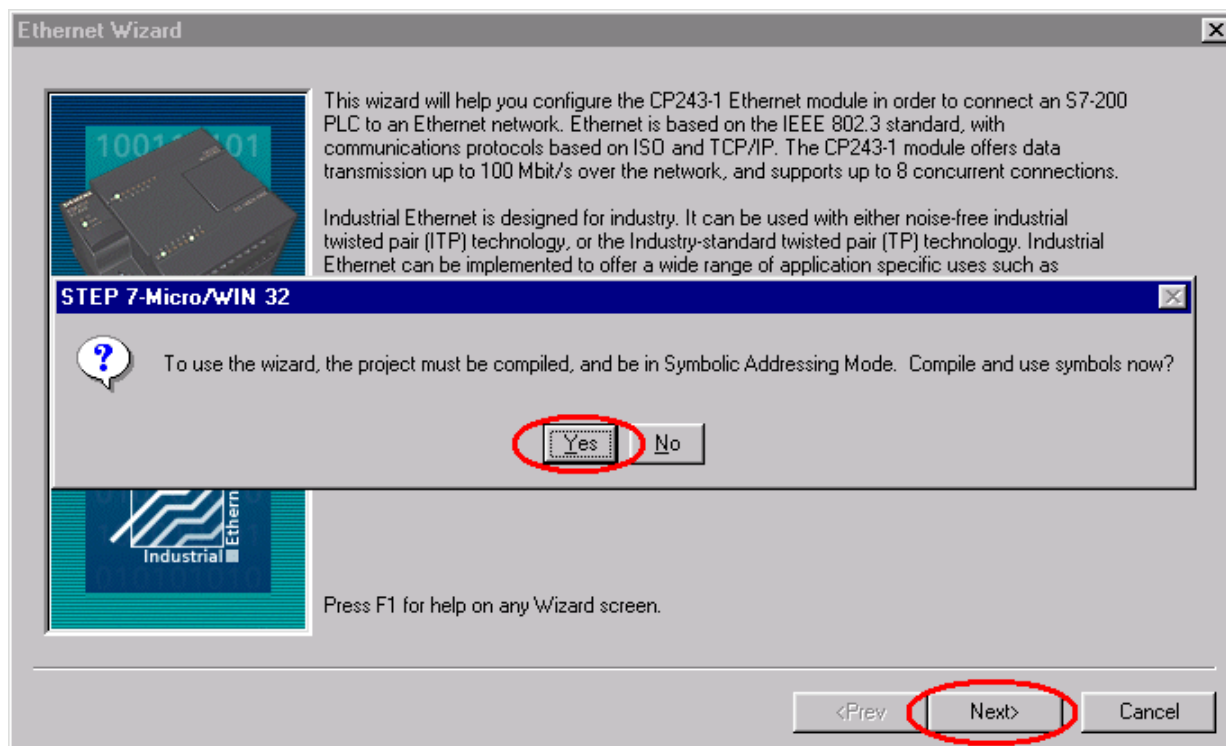 Ethernet Wizard
This wizard will help you configure the CP243-1 Ethernet module in order to connect an S7-200
PLC to an Ethernet network. Ethernet is based on the IEEE 802.3 standard, with
communications protocols based on ISO and TCP/IP. The CP243-1 module offers data
transmission up to 100 Mbit/s over the network, and supports up to 8 concurrent connections.
Industrial Ethernet is designed for industry. It can be used with either noise-free industrial
twisted pair (ITP) technology, or the Industry-standard twisted pair (TP) technology. Industrial
Ethernet can be implemented to offer a wide range of application specific uses such as
STEP 7-Micro/WIN 32
To use the wizard, the project must be compiled, and be in Symbolic Addressing Mode. Compile and use symbols now?
Yes No
Industrial
Ethern
010101010
Press F1 for help on any Wizard screen.
<Prev Next> Cancel